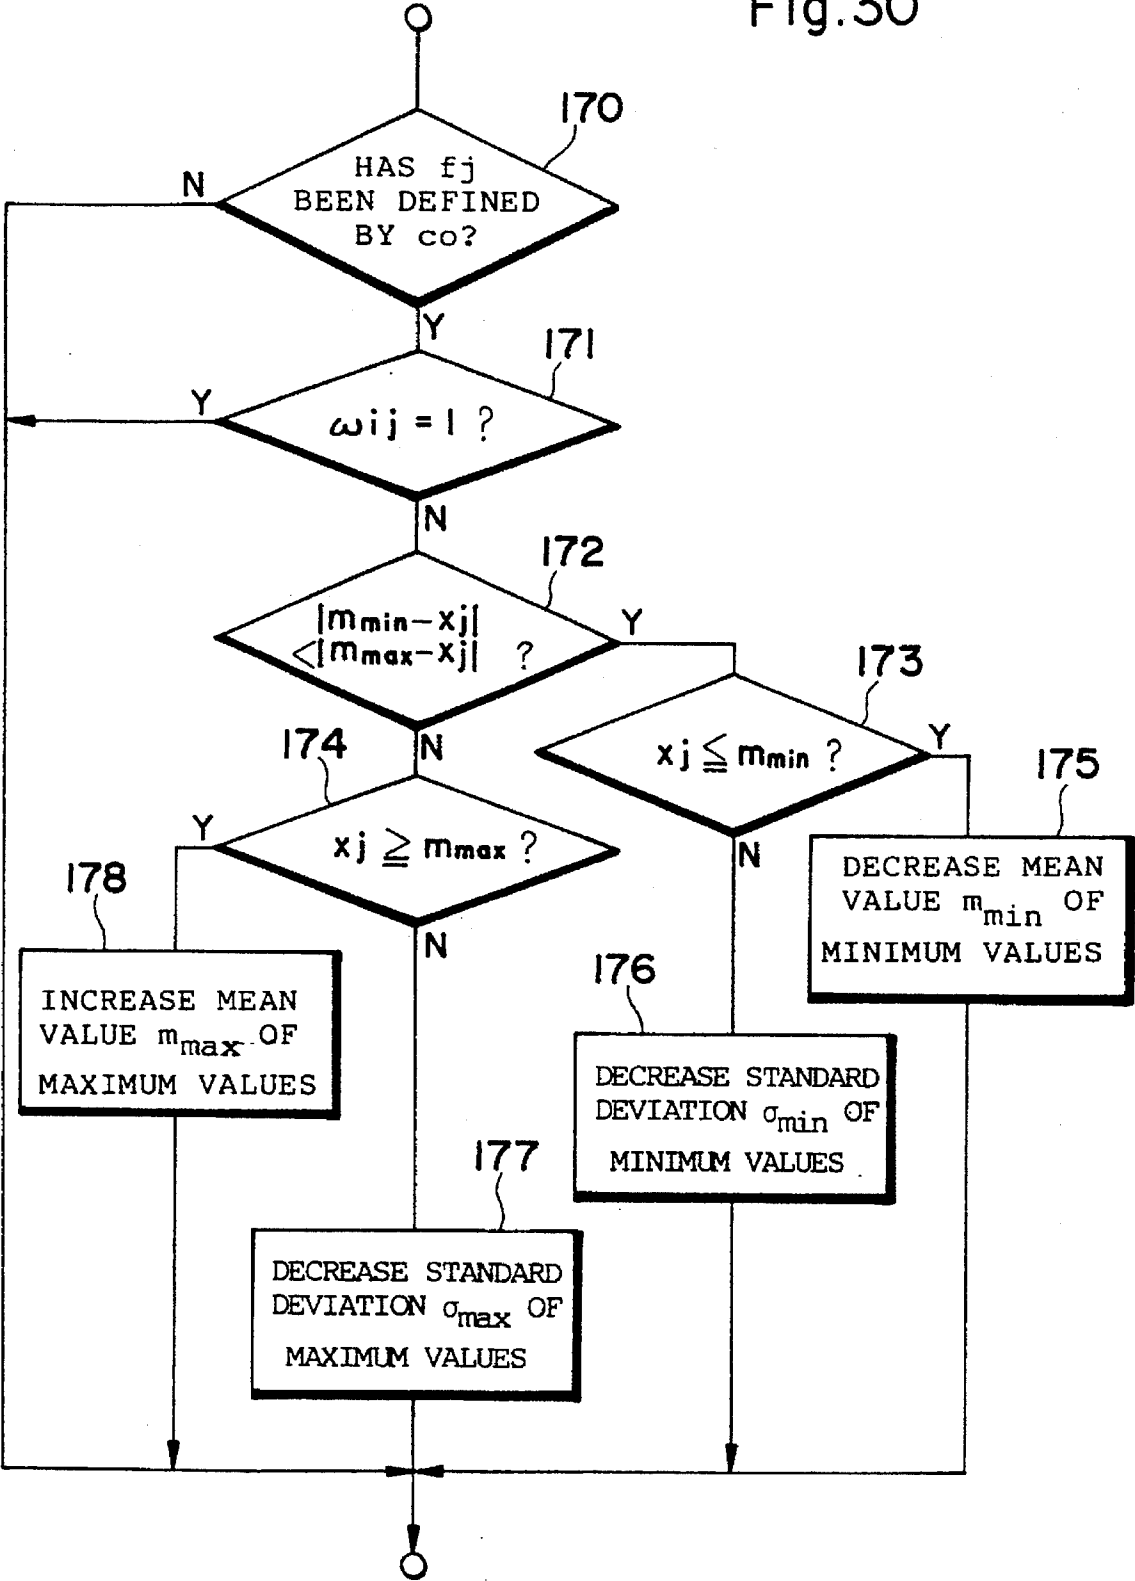 Fig.30
170
HAS fj
BEEN DEFINED
BY co?
N
Y
171
ωij = 1 ?
Y
N
172
|mmin-xj|
<|mmax-xj| ?
Y
N
173
xj ≦ mmin ?
Y
N
174
xj ≧ mmax ?
Y
N
175
DECREASE MEAN
VALUE mmin OF
MINIMUM VALUES
178
INCREASE MEAN
VALUE mmax OF
MAXIMUM VALUES
176
DECREASE STANDARD
DEVIATION σmin OF
MINIMUM VALUES
177
DECREASE STANDARD
DEVIATION σmax OF
MAXIMUM VALUES